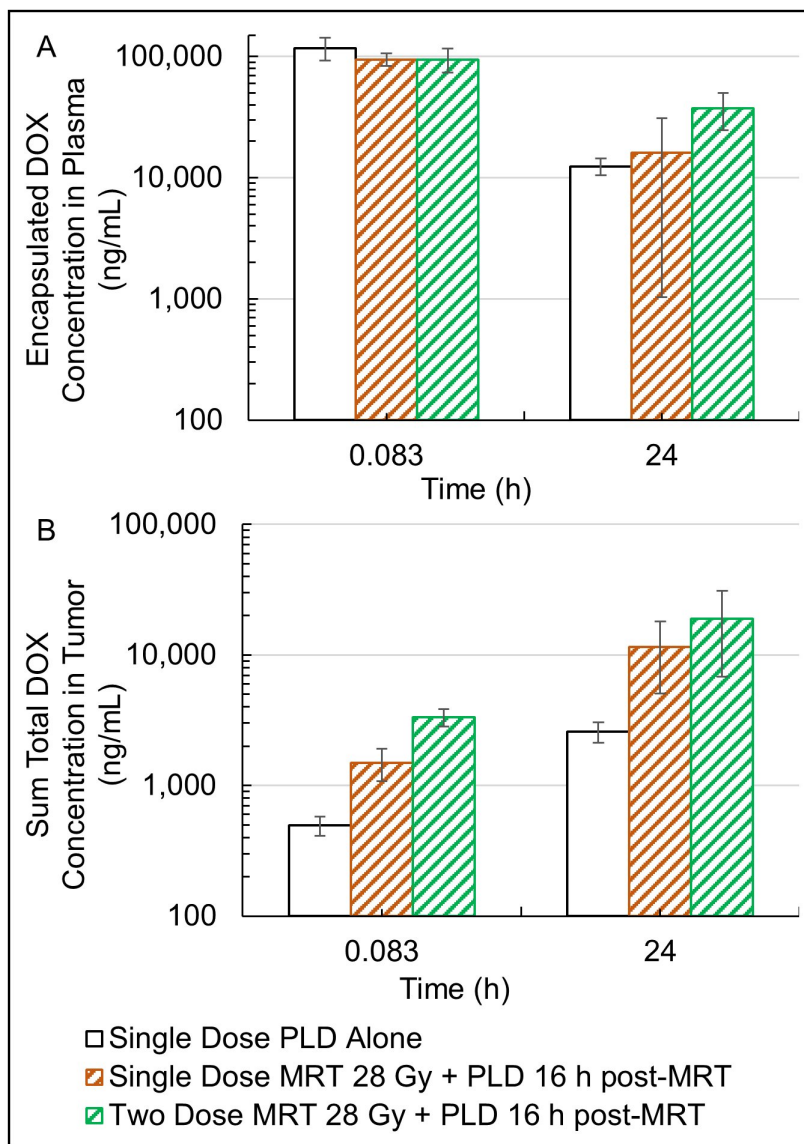 A
Encapsulated DOX
Concentration in Plasma
(ng/mL)
100,000
10,000
1,000
100
0.083
24
Time (h)
B
Sum Total DOX
Concentration in Tumor
(ng/mL)
100,000
10,000
1,000
100
0.083
24
Time (h)
Single Dose PLD Alone
Single Dose MRT 28 Gy + PLD 16 h post-MRT
Two Dose MRT 28 Gy + PLD 16 h post-MRT